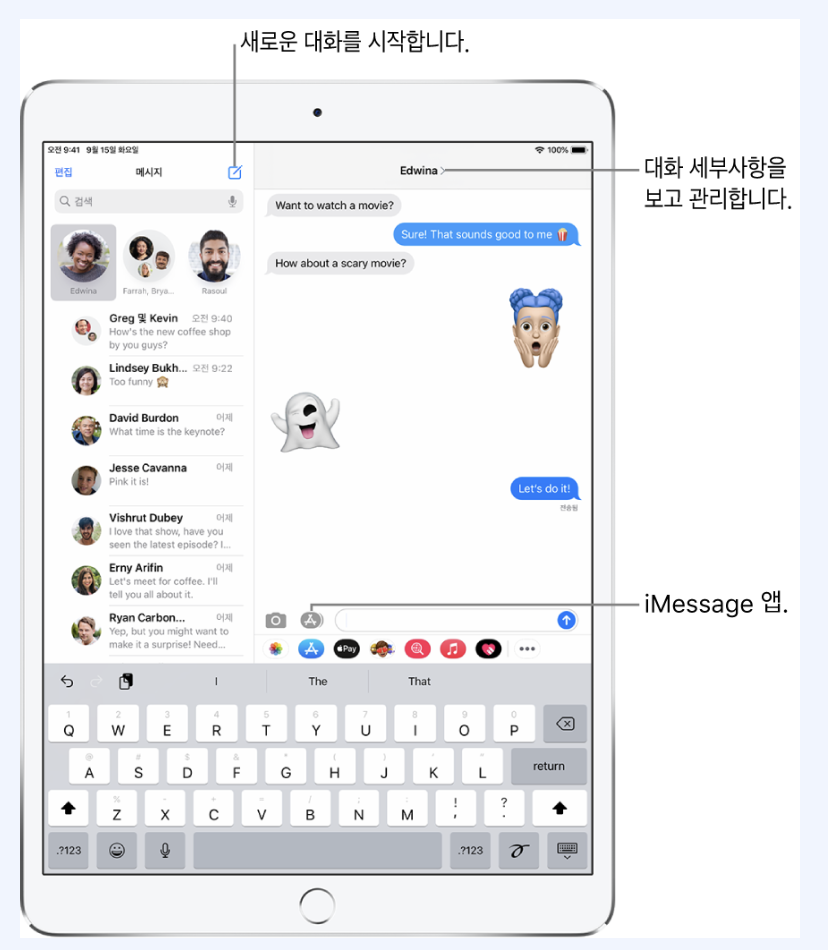 새로운 대화를 시작합니다.
오전 9:41 9월 15일 화요일
100%
편집
메시지
Edwina
대화 세부사항을
보고 관리합니다.
검색
Edwina
Farrah, Brya...
Rasoul
Greg 및 Kevin 오전 9:40
How's the new coffee shop
by you guys?
Lindsey Bukh... 오전 9:22
Too funny 🙈
David Burdon 어제
What time is the keynote?
Jesse Cavanna 어제
Pink it is!
Vishrut Dubey 어제
I love that show, have you
seen the latest episode? I...
Erny Arifin 어제
Let's meet for coffee. I'll
tell you all about it.
Ryan Carbon... 어제
Yep, but you might want to
make it a surprise! Need...
Want to watch a movie?
Sure! That sounds good to me 🍿
How about a scary movie?
Let's do it!
전송됨
iMessage 앱.
Pay
I The That
1 2 3 4 5 6 7 8 9 0
Q W E R T Y U I O P
@ # $ & * ( ) ' "
A S D F G H J K L return
% - + = / ; : ! ?
Z X C V B N M , .
.?123 .?123